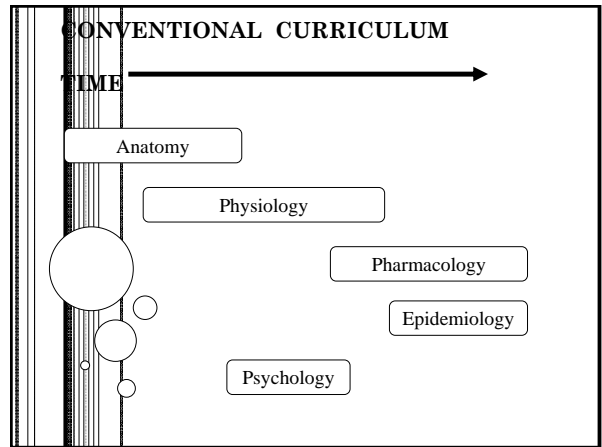 CONVENTIONAL CURRICULUM
TIME
Anatomy
Physiology
Pharmacology
Epidemiology
Psychology